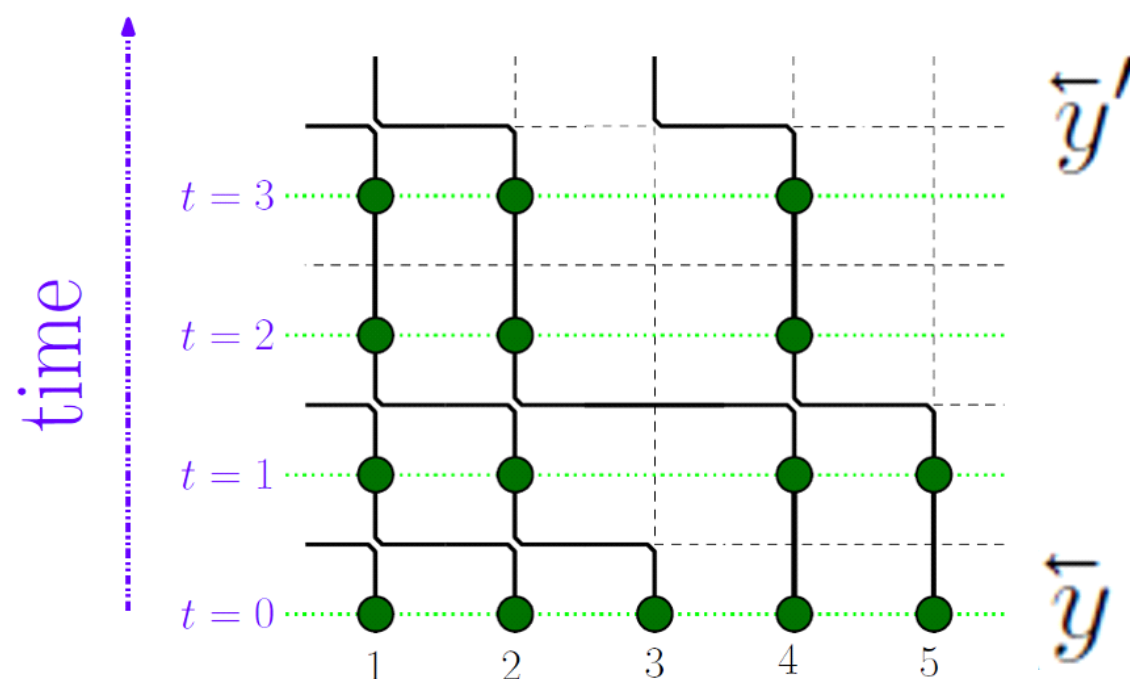 y⃖′
t = 3
t = 2
time
t = 1
t = 0
y⃖
1 2 3 4 5